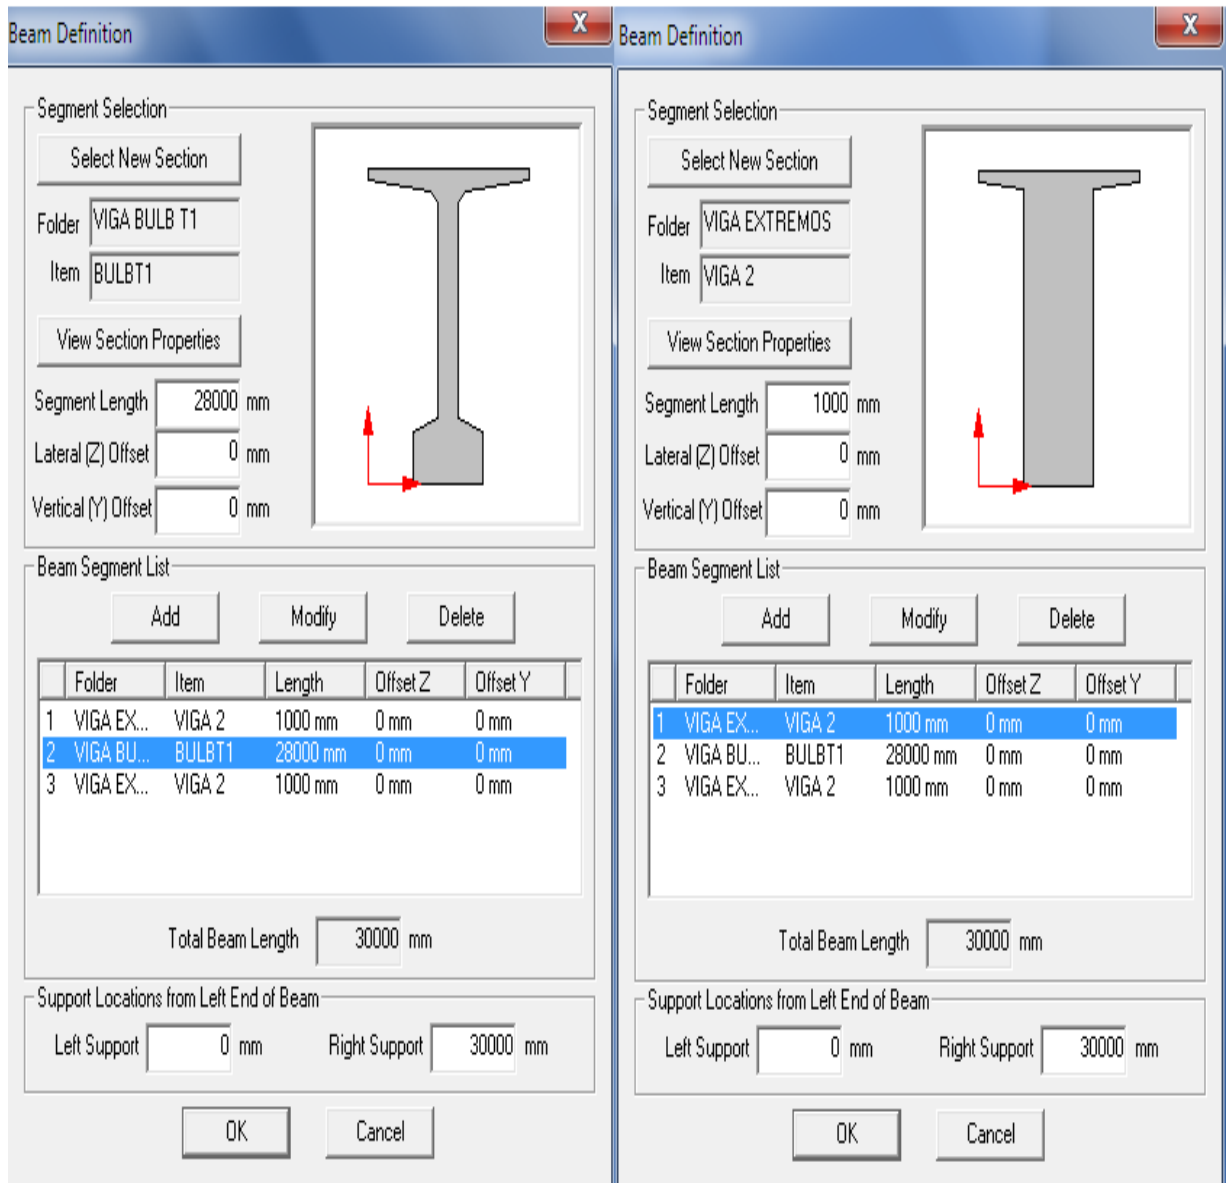 Beam Definition
X
Segment Selection
Select New Section
Folder VIGA BULB T1
Item BULBT1
View Section Properties
Segment Length 28000 mm
Lateral (Z) Offset 0 mm
Vertical (Y) Offset 0 mm
Beam Segment List
Add Modify Delete
Folder Item Length Offset Z Offset Y
1 VIGA EX... VIGA 2 1000 mm 0 mm 0 mm
2 VIGA BU... BULBT1 28000 mm 0 mm 0 mm
3 VIGA EX... VIGA 2 1000 mm 0 mm 0 mm
Total Beam Length 30000 mm
Support Locations from Left End of Beam
Left Support 0 mm Right Support 30000 mm
OK Cancel
Beam Definition
X
Segment Selection
Select New Section
Folder VIGA EXTREMOS
Item VIGA 2
View Section Properties
Segment Length 1000 mm
Lateral (Z) Offset 0 mm
Vertical (Y) Offset 0 mm
Beam Segment List
Add Modify Delete
Folder Item Length Offset Z Offset Y
1 VIGA EX... VIGA 2 1000 mm 0 mm 0 mm
2 VIGA BU... BULBT1 28000 mm 0 mm 0 mm
3 VIGA EX... VIGA 2 1000 mm 0 mm 0 mm
Total Beam Length 30000 mm
Support Locations from Left End of Beam
Left Support 0 mm Right Support 30000 mm
OK Cancel